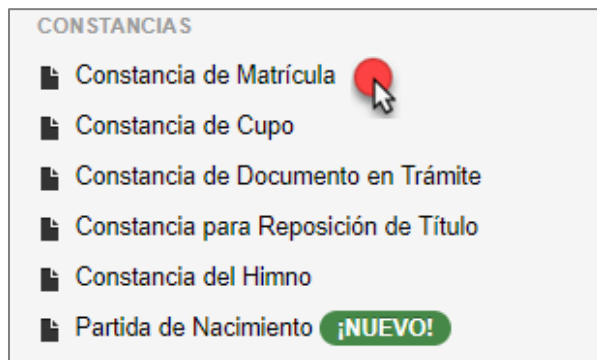 CONSTANCIAS
Constancia de Matrícula
Constancia de Cupo
Constancia de Documento en Trámite
Constancia para Reposición de Título
Constancia del Himno
Partida de Nacimiento ¡NUEVO!